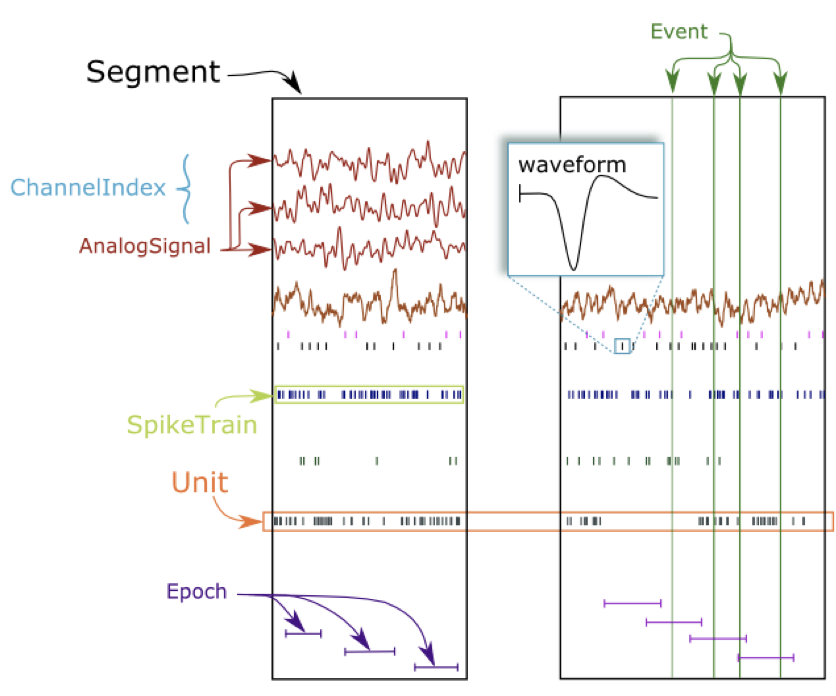 Event
Segment
waveform
ChannelIndex
AnalogSignal
SpikeTrain
Unit
Epoch